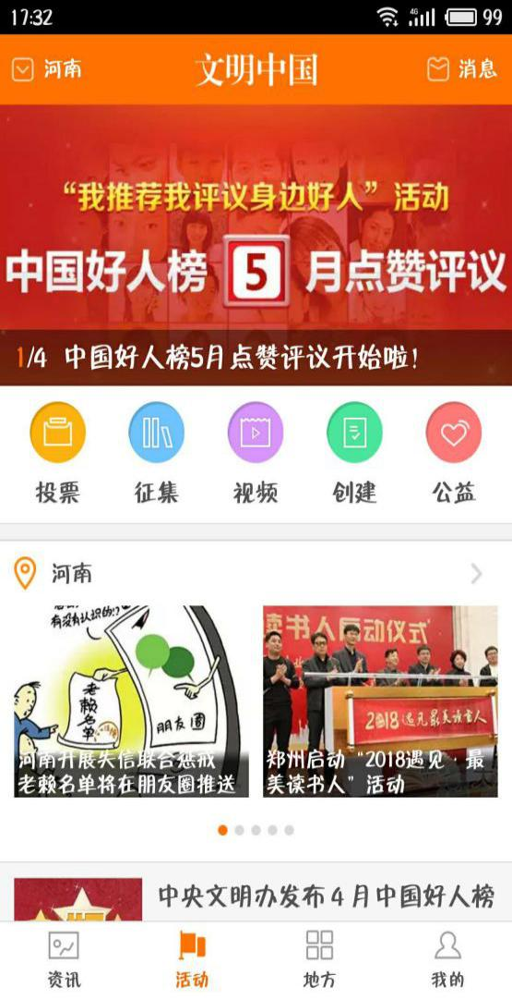 17:32
4G
99
河南
文明中国
消息
“我推荐我评议身边好人”活动
中国好人榜 5 月点赞评议
1/4 中国好人榜5月点赞评议开始啦!
投票
征集
视频
创建
公益
河南
有没有认识的!?
老赖名单
朋友圈
河南开展失信联合惩戒
老赖名单将在朋友圈推送
读书人启动仪式
2018遇见最美读书人
郑州启动“2018遇见·最
美读书人”活动
中央文明办发布4月中国好人榜
资讯
活动
地方
我的